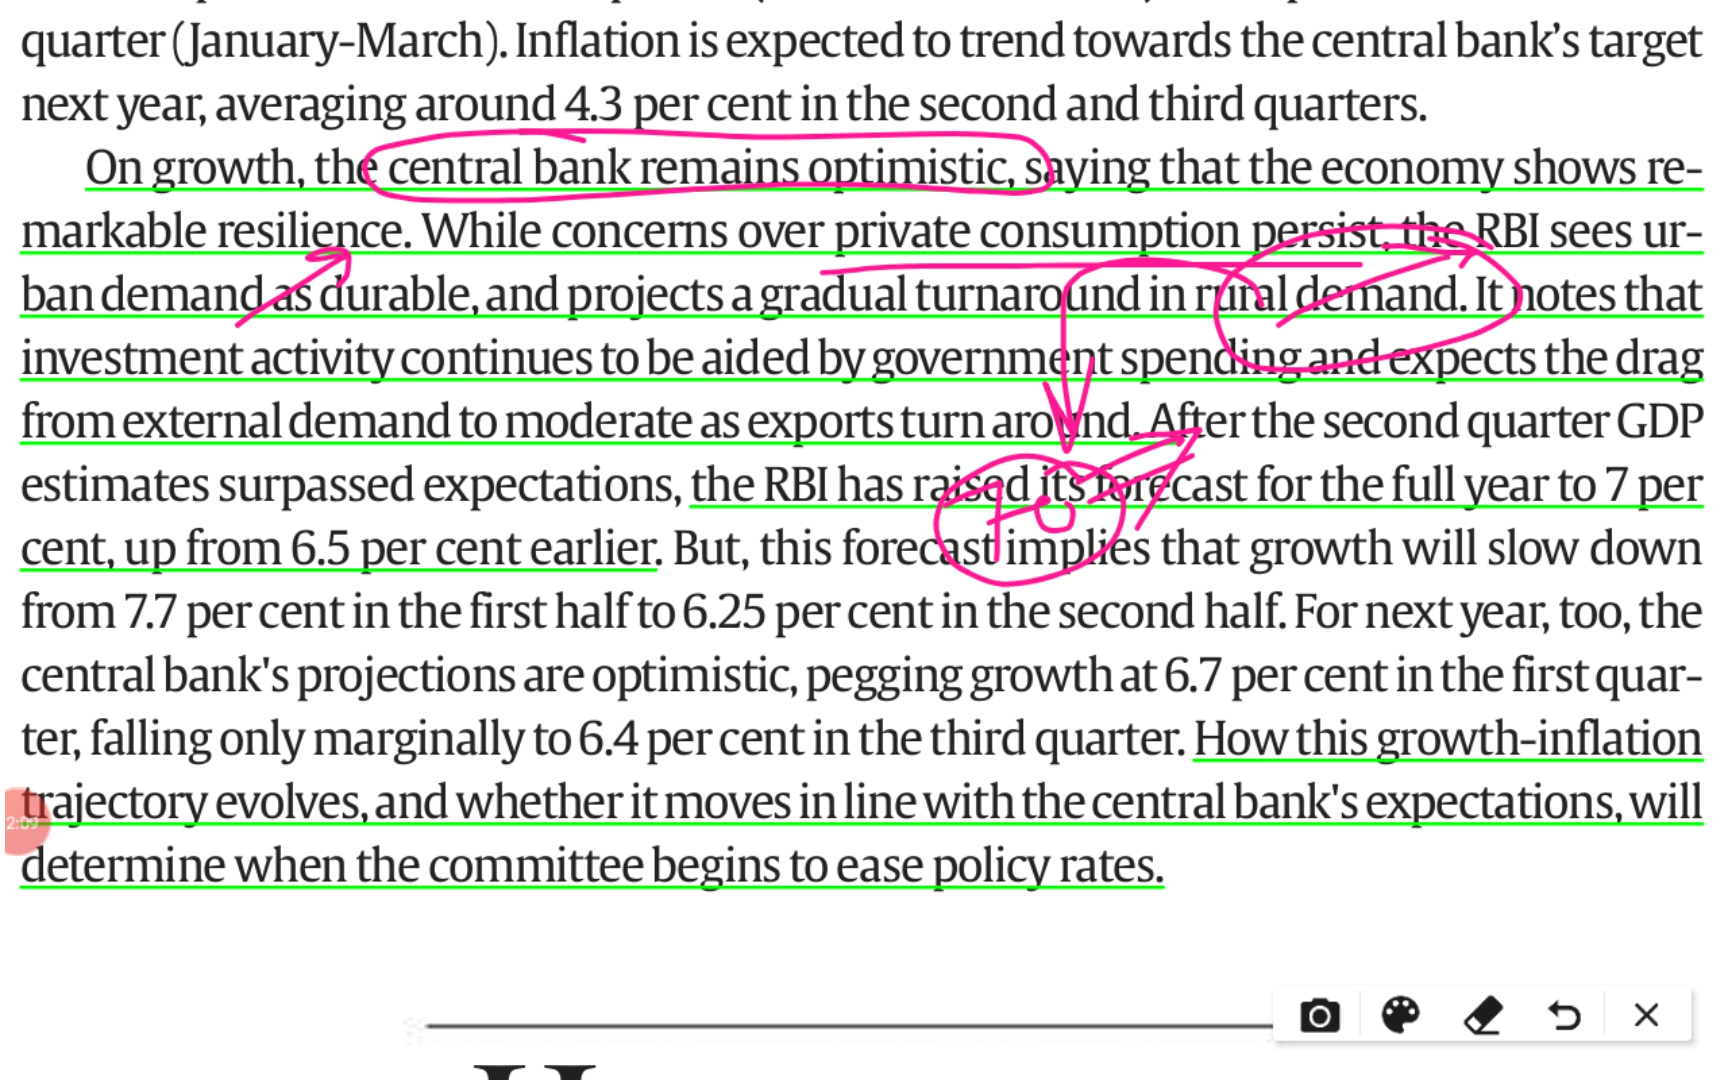 quarter (January-March). Inflation is expected to trend towards the central bank’s target
next year, averaging around 4.3 per cent in the second and third quarters.
On growth, the central bank remains optimistic, saying that the economy shows re-
markable resilience. While concerns over private consumption persist, the RBI sees ur-
ban demand as durable, and projects a gradual turnaround in rural demand. It notes that
investment activity continues to be aided by government spending and expects the drag
from external demand to moderate as exports turn around. After the second quarter GDP
estimates surpassed expectations, the RBI has raised its forecast for the full year to 7 per
cent, up from 6.5 per cent earlier. But, this forecast implies that growth will slow down
from 7.7 per cent in the first half to 6.25 per cent in the second half. For next year, too, the
central bank's projections are optimistic, pegging growth at 6.7 per cent in the first quar-
ter, falling only marginally to 6.4 per cent in the third quarter. How this growth-inflation
trajectory evolves, and whether it moves in line with the central bank's expectations, will
2:09
determine when the committee begins to ease policy rates.